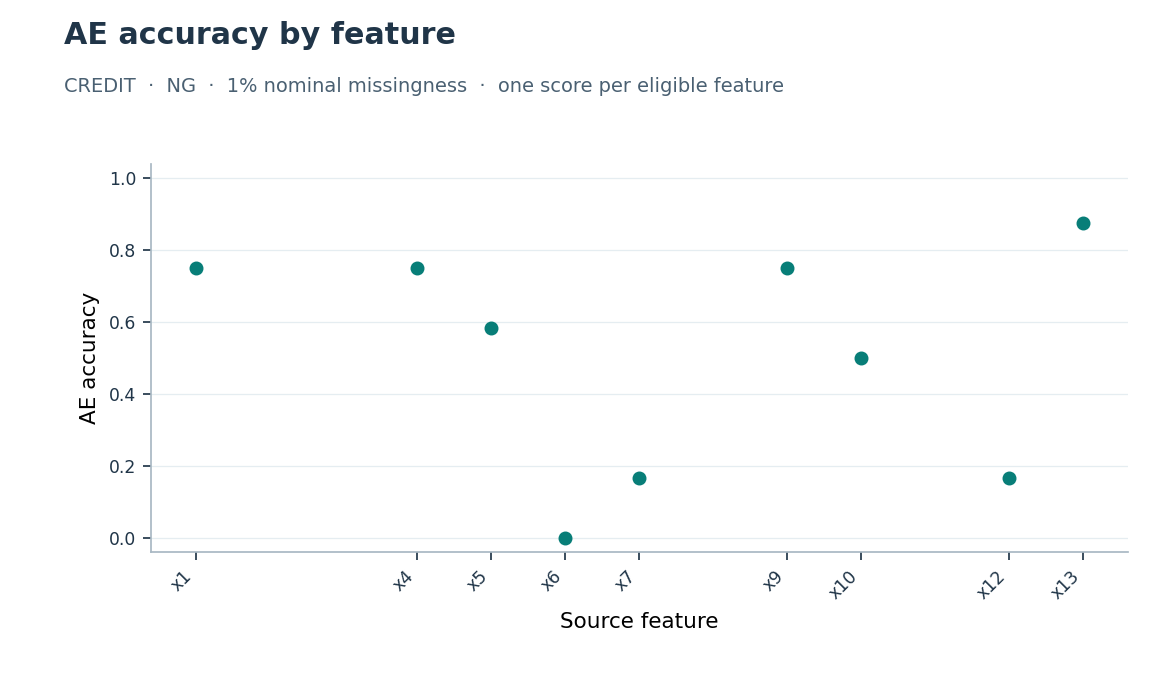 AE accuracy by feature
CREDIT · NG · 1% nominal missingness · one score per eligible feature
1.0
0.8
0.6
0.4
0.2
0.0
AE accuracy
x1 x4 x5 x6 x7 x9 x10 x12 x13
Source feature